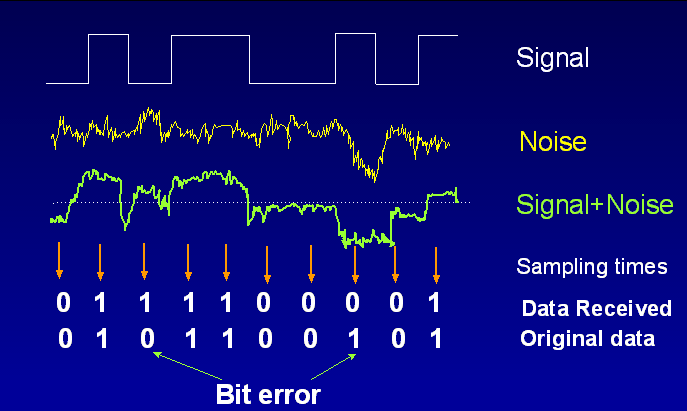 Signal
Noise
Signal+Noise
Sampling times
0 1 1 1 1 0 0 0 0 1 Data Received
0 1 0 1 1 0 0 1 0 1 Original data
Bit error